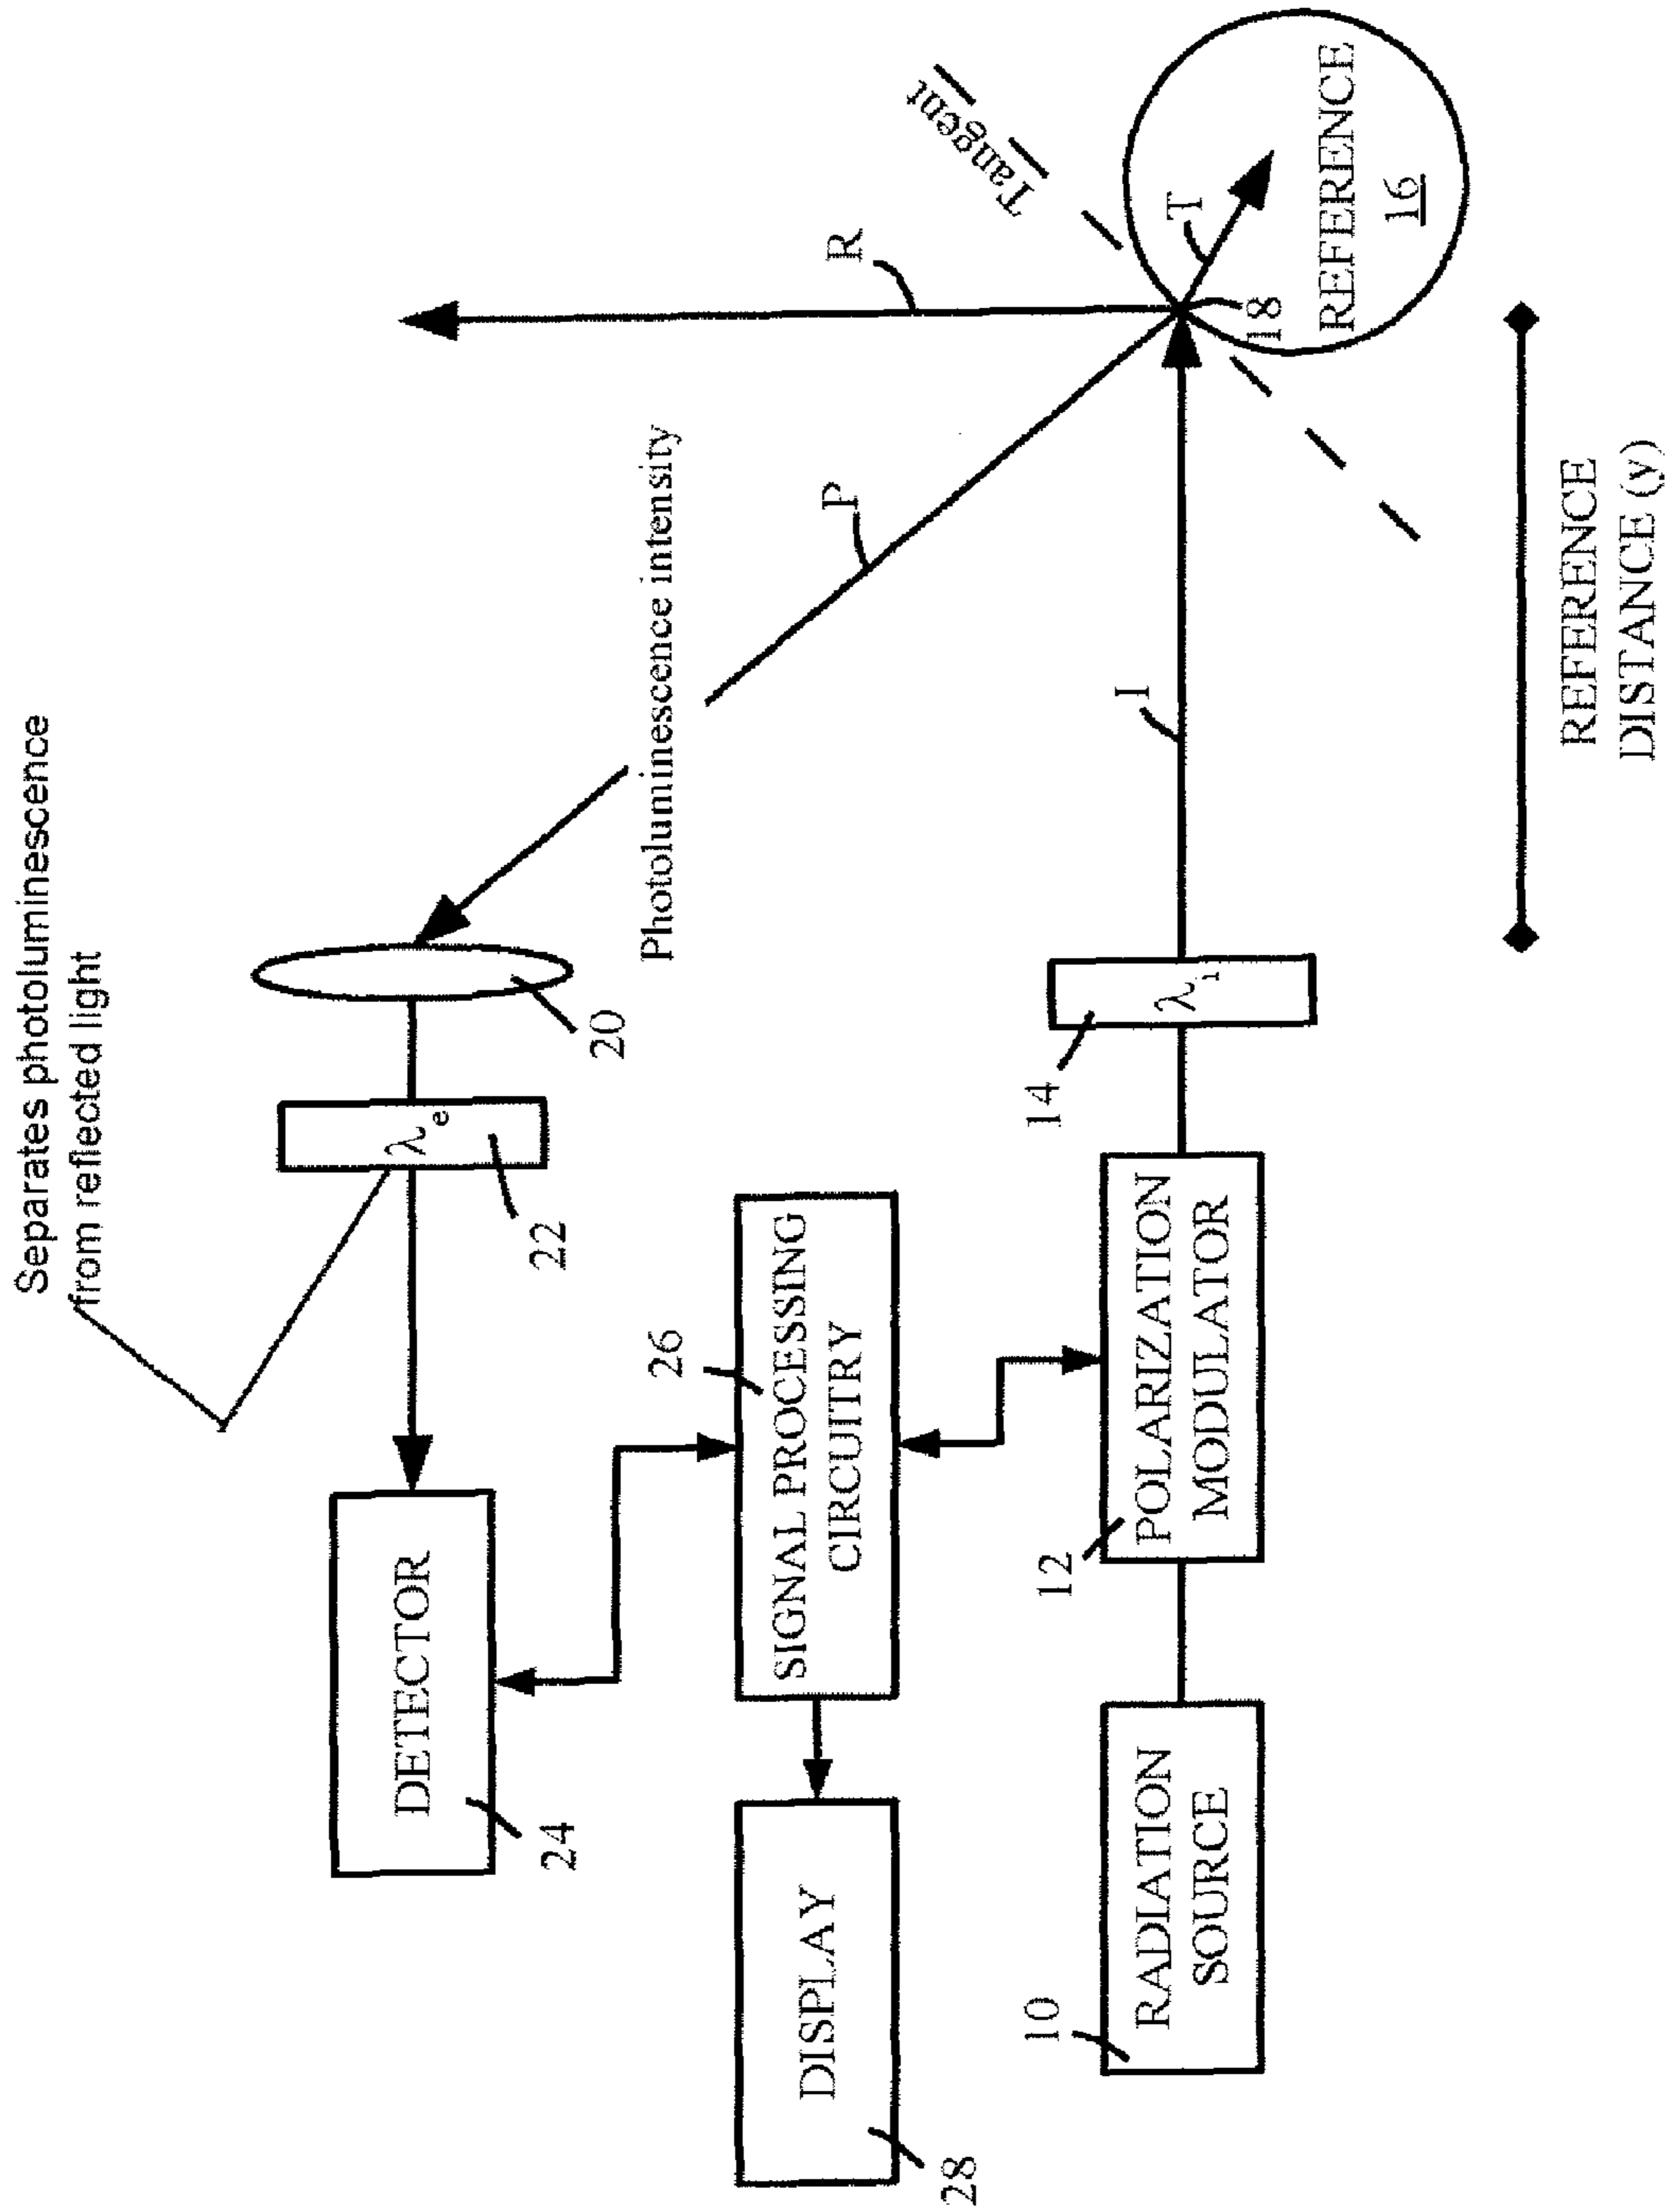 Separates photoluminescence
from reflected light
DETECTOR
24
λe
22
20
Photoluminescence intensity
P
R
Tangent
DISPLAY
28
SIGNAL PROCESSING
CIRCUITRY
26
RADIATION
SOURCE
10
POLARIZATION
MODULATOR
12
λi
14
I
18
T
REFERENCE
16
REFERENCE
DISTANCE (y)